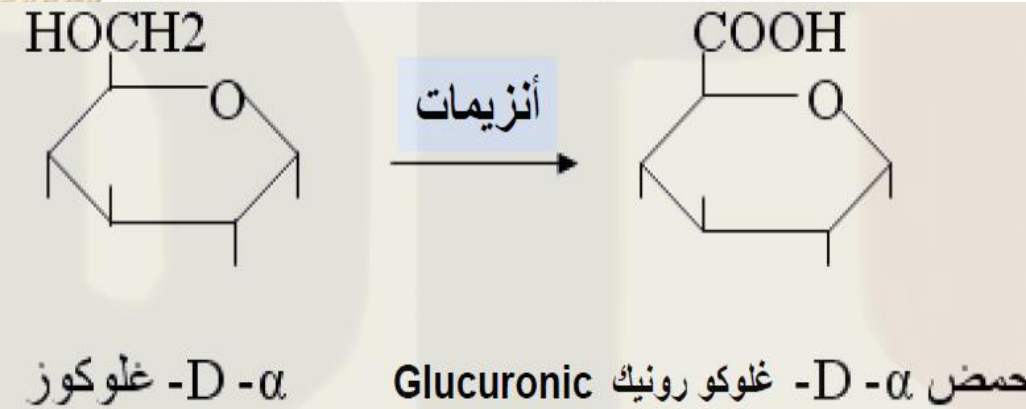 HOCH2
COOH
O
O
أنزيمات
α- D- غلوكوز
حمض α- D- غلوكو رونيك Glucuronic